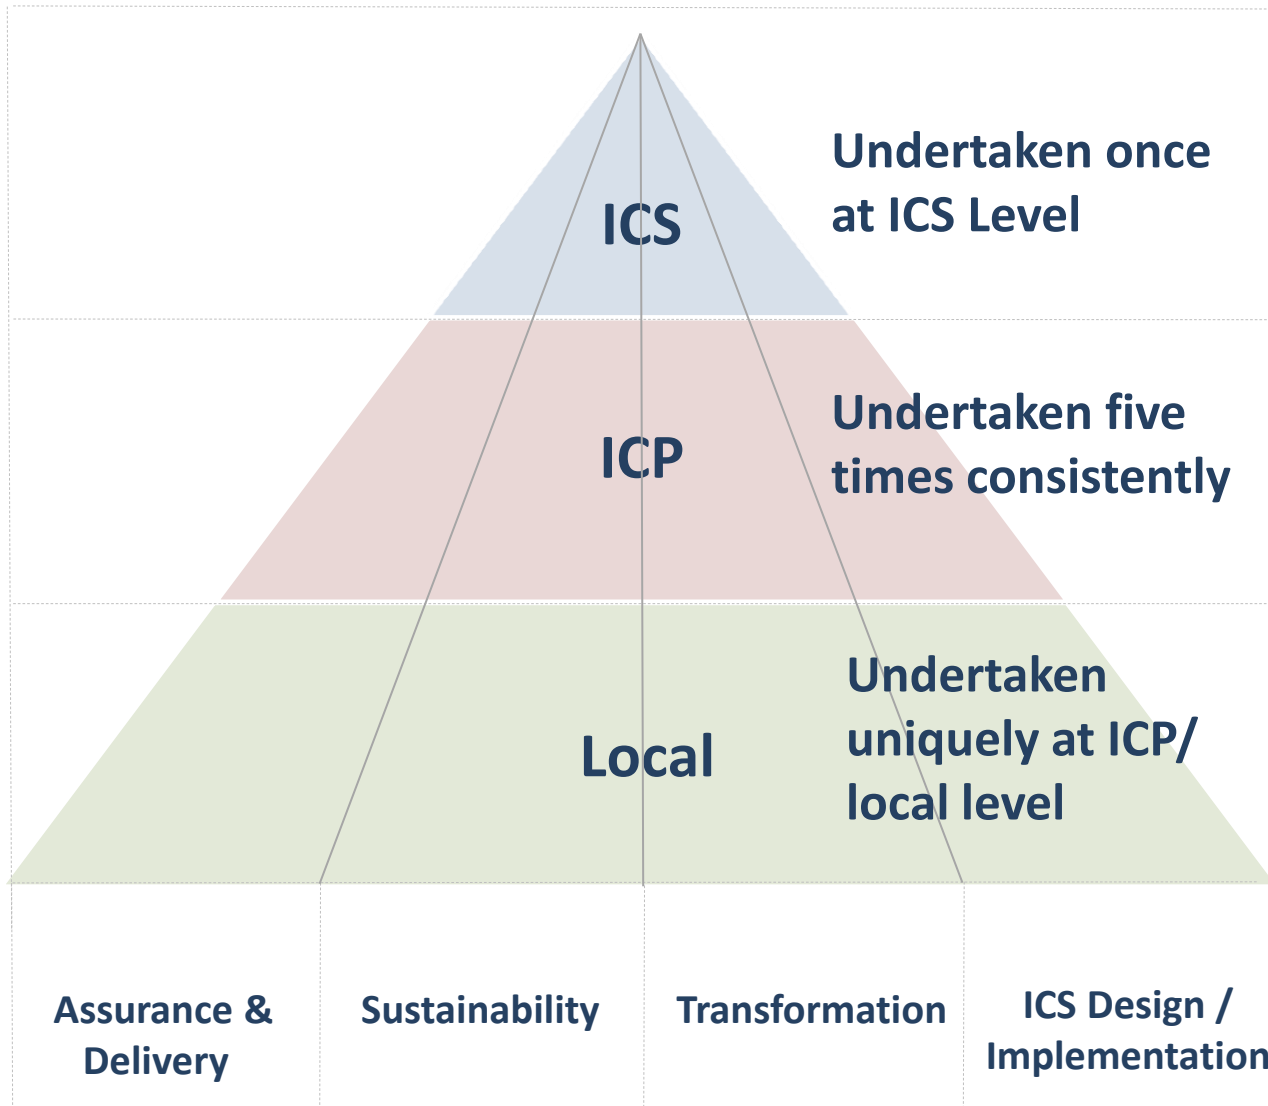 Undertaken once
at ICS Level
ICS
Undertaken five
times consistently
ICP
Undertaken
uniquely at ICP/
local level
Local
Assurance &
Delivery
Sustainability
Transformation
ICS Design /
Implementation